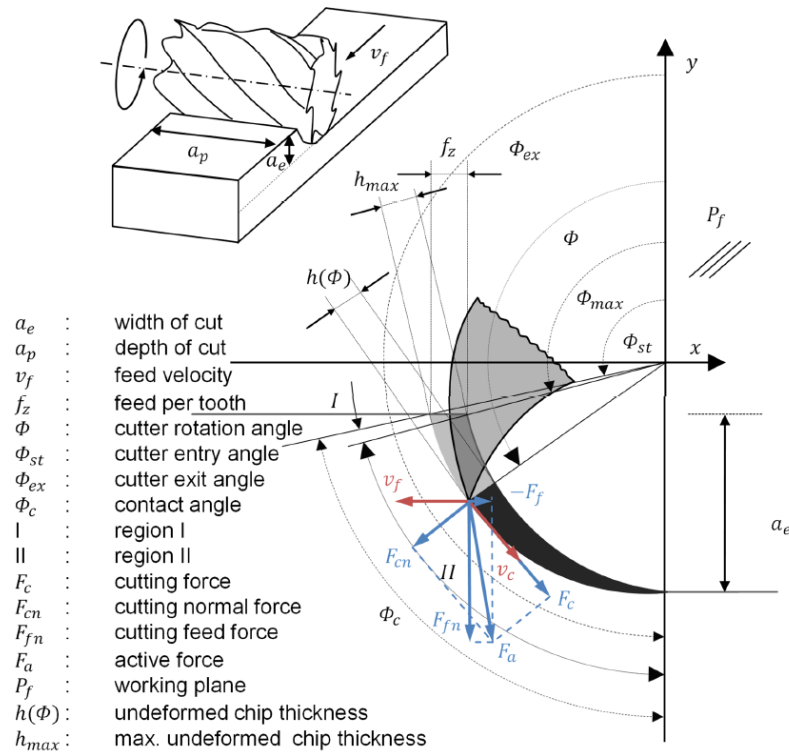 y
v_f
a_p
a_e
f_z
Φ_ex
h_max
P_f
Φ
h(Φ)
Φ_max
Φ_st
x
I
a_e : width of cut
a_p : depth of cut
v_f : feed velocity
f_z : feed per tooth
Φ : cutter rotation angle
Φ_st : cutter entry angle
Φ_ex : cutter exit angle
Φ_c : contact angle
I : region I
II : region II
F_c : cutting force
F_cn : cutting normal force
F_fn : cutting feed force
F_a : active force
P_f : working plane
h(Φ) : undeformed chip thickness
h_max : max. undeformed chip thickness
v_f
−F_f
a_e
F_cn
II
v_c
F_c
Φ_c
F_fn
F_a